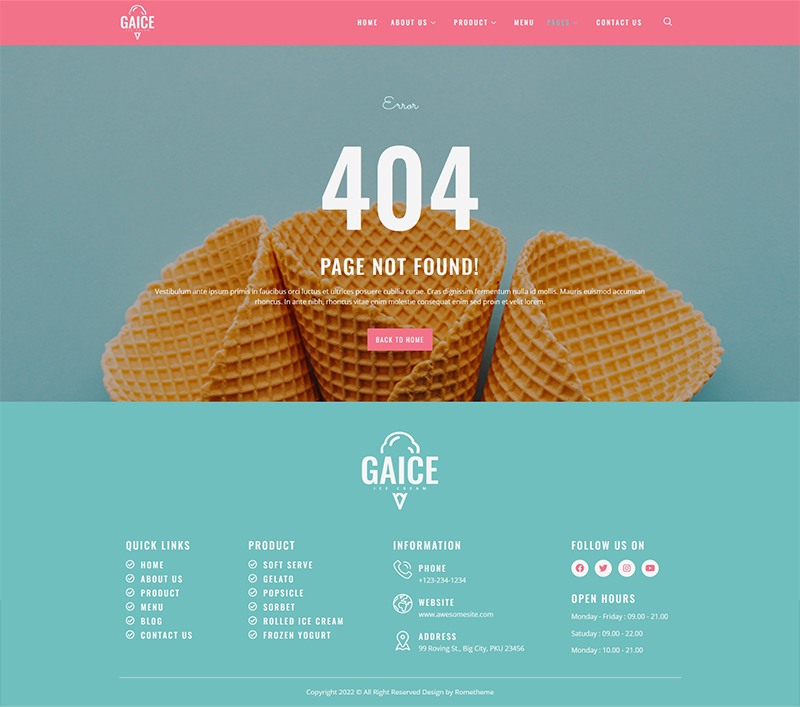 GAICE
HOME ABOUT US PRODUCT MENU PAGES CONTACT US
Error
404
PAGE NOT FOUND!
Vestibulum ante ipsum primis in faucibus orci luctus et ultrices posuere cubilia curae. Cras dignissim fermentum nulla id mollis. Mauris euismod accumsan
rhoncus. In ante nibh, rhoncus vitae enim molestie consequat enim sed proin et velit lorem.
BACK TO HOME
GAICE
ICE CREAM
QUICK LINKS
HOME
ABOUT US
PRODUCT
MENU
BLOG
CONTACT US
PRODUCT
SOFT SERVE
GELATO
POPSICLE
SORBET
ROLLED ICE CREAM
FROZEN YOGURT
INFORMATION
PHONE
+123-234-1234
WEBSITE
www.awesomesite.com
ADDRESS
99 Roving St., Big City, PKU 23456
FOLLOW US ON
OPEN HOURS
Monday - Friday : 09.00 - 21.00
Satuday : 09.00 - 22.00
Monday : 10.00 - 21.00
Copyright 2022 © All Right Reserved Design by Rometheme